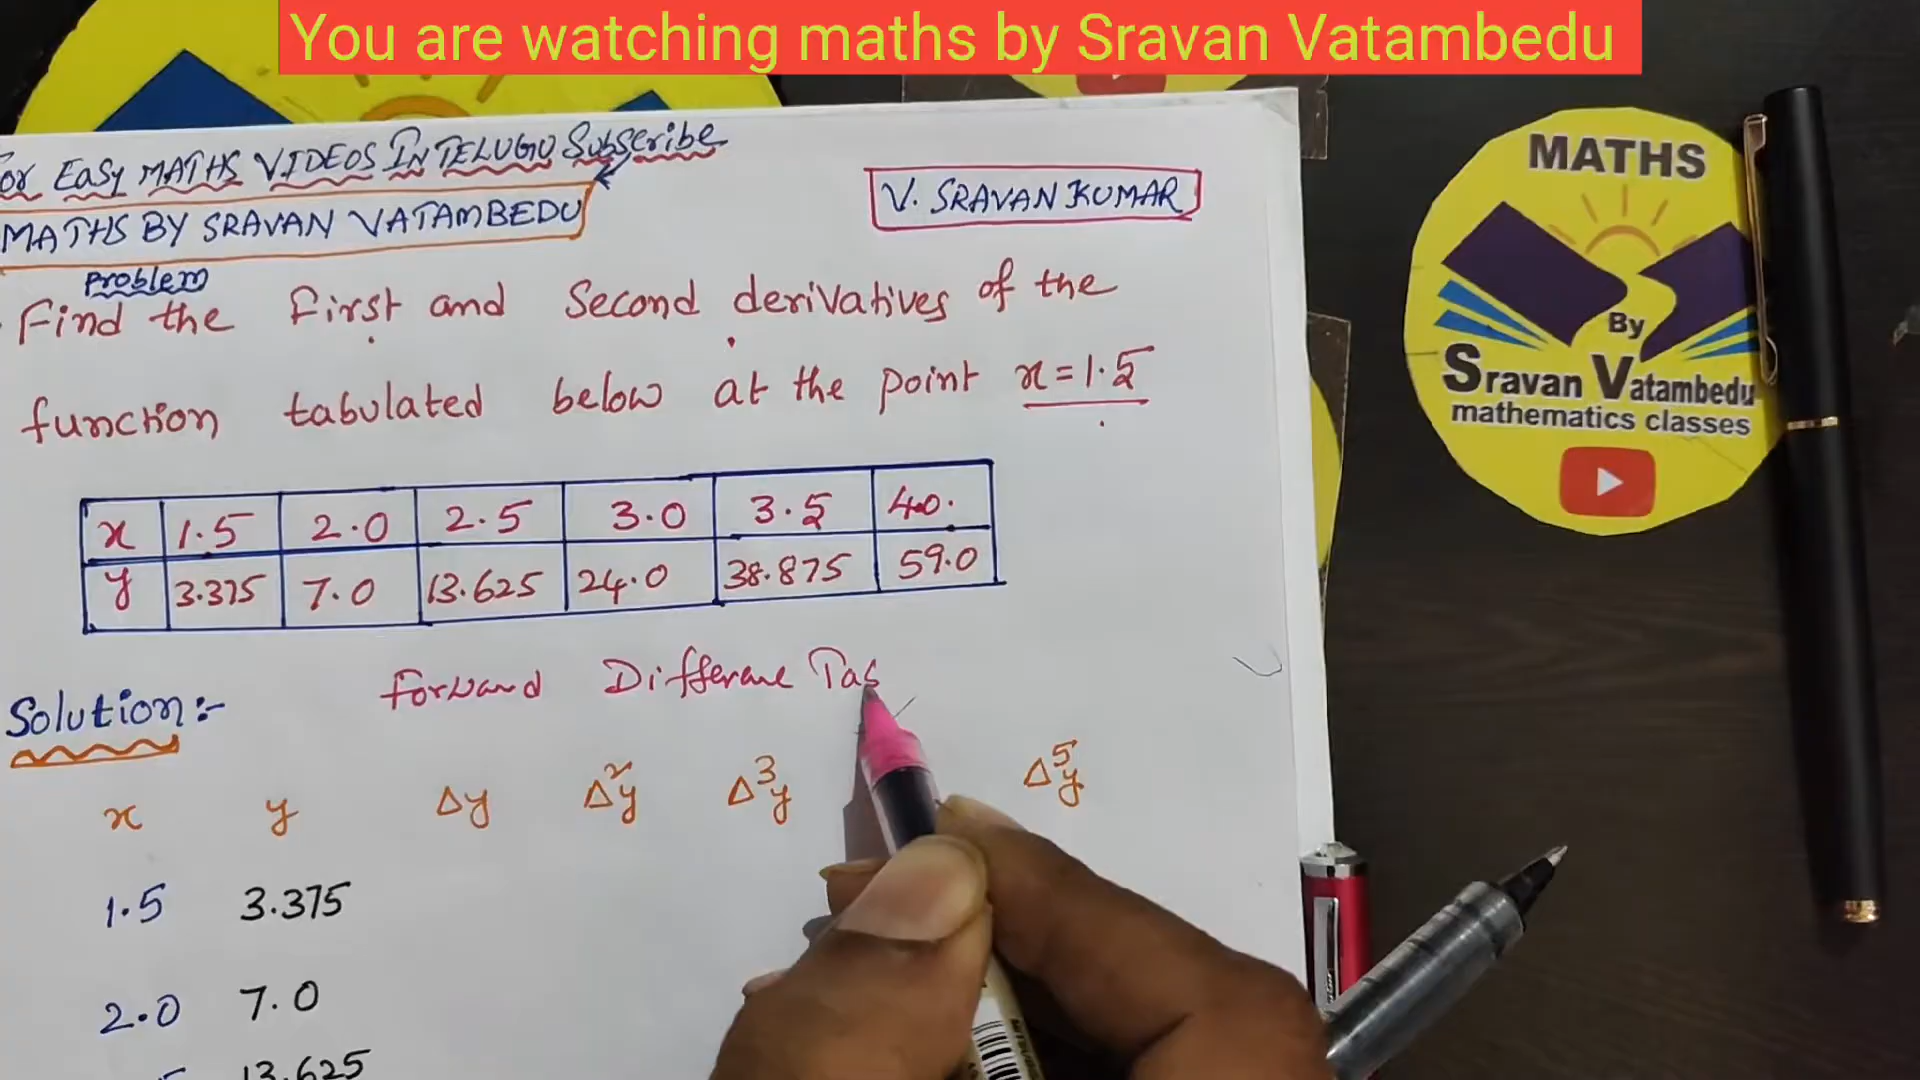 You are watching maths by Sravan Vatambedu
For EASY MATHS VIDEOS IN TELUGU Subscribe
MATHS BY SRAVAN VATAMBEDU
V. SRAVAN KUMAR
Problem
Find the first and Second derivatives of the
function tabulated below at the point x = 1.5
x 1.5 2.0 2.5 3.0 3.5 4.0.
y 3.375 7.0 13.625 24.0 38.875 59.0
Solution:-
Forward Difference Tab
x y Δy Δ²y Δ³y Δ⁵y
1.5 3.375
2.0 7.0
13.625
MATHS
By
Sravan Vatambedu
mathematics classes